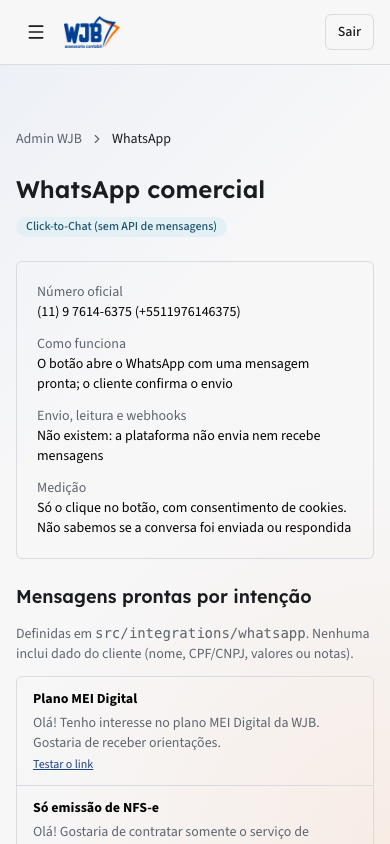 WJB
assessoria contábil
Sair
Admin WJB > WhatsApp
WhatsApp comercial
Click-to-Chat (sem API de mensagens)
Número oficial
(11) 9 7614-6375 (+5511976146375)
Como funciona
O botão abre o WhatsApp com uma mensagem
pronta; o cliente confirma o envio
Envio, leitura e webhooks
Não existem: a plataforma não envia nem recebe
mensagens
Medição
Só o clique no botão, com consentimento de cookies.
Não sabemos se a conversa foi enviada ou respondida
Mensagens prontas por intenção
Definidas em src/integrations/whatsapp. Nenhuma
inclui dado do cliente (nome, CPF/CNPJ, valores ou notas).
Plano MEI Digital
Olá! Tenho interesse no plano MEI Digital da WJB.
Gostaria de receber orientações.
Testar o link
Só emissão de NFS-e
Olá! Gostaria de contratar somente o serviço de